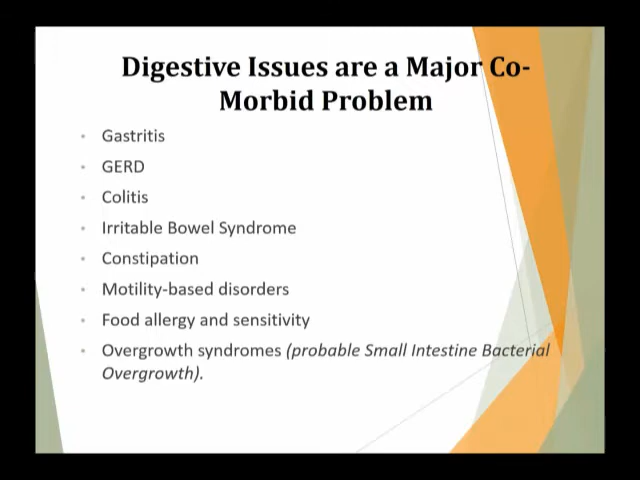 Digestive Issues are a Major Co-
Morbid Problem
• Gastritis
• GERD
• Colitis
• Irritable Bowel Syndrome
• Constipation
• Motility-based disorders
• Food allergy and sensitivity
• Overgrowth syndromes (probable Small Intestine Bacterial
Overgrowth).